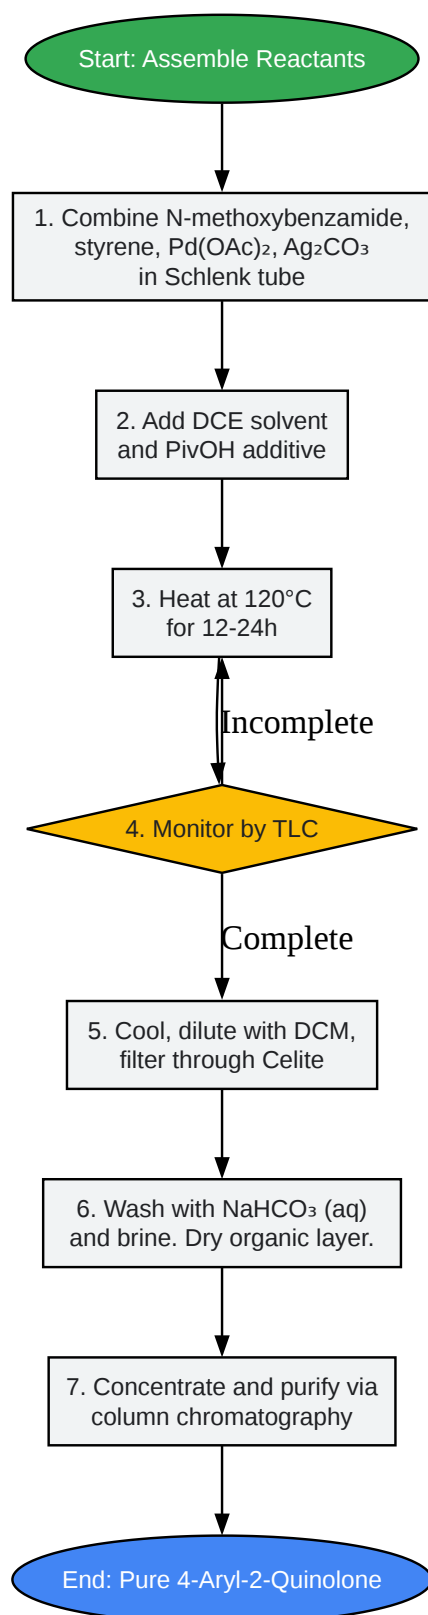 Start: Assemble Reactants
1. Combine N-methoxybenzamide,
styrene, Pd(OAc)₂, Ag₂CO₃
in Schlenk tube
2. Add DCE solvent
and PivOH additive
3. Heat at 120°C
for 12-24h
Incomplete
4. Monitor by TLC
Complete
5. Cool, dilute with DCM,
filter through Celite
6. Wash with NaHCO₃ (aq)
and brine. Dry organic layer.
7. Concentrate and purify via
column chromatography
End: Pure 4-Aryl-2-Quinolone